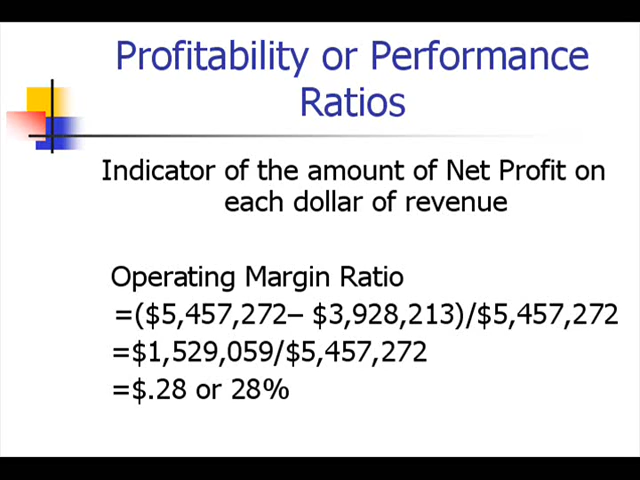 Profitability or Performance
Ratios
Indicator of the amount of Net Profit on
each dollar of revenue
Operating Margin Ratio
=($5,457,272– $3,928,213)/$5,457,272
=$1,529,059/$5,457,272
=$.28 or 28%